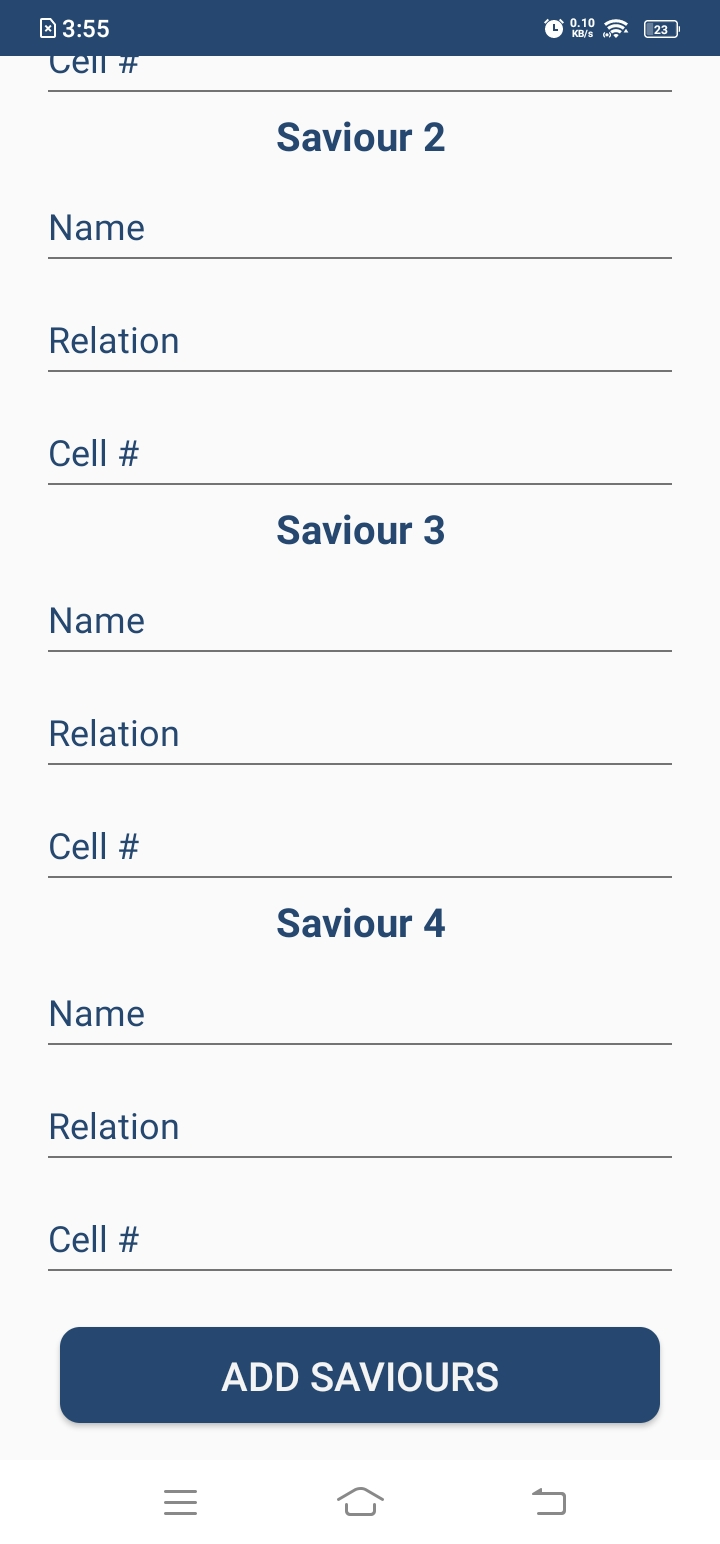 3:55
0.10
KB/s
23
Cell #
Saviour 2
Name
Relation
Cell #
Saviour 3
Name
Relation
Cell #
Saviour 4
Name
Relation
Cell #
ADD SAVIOURS